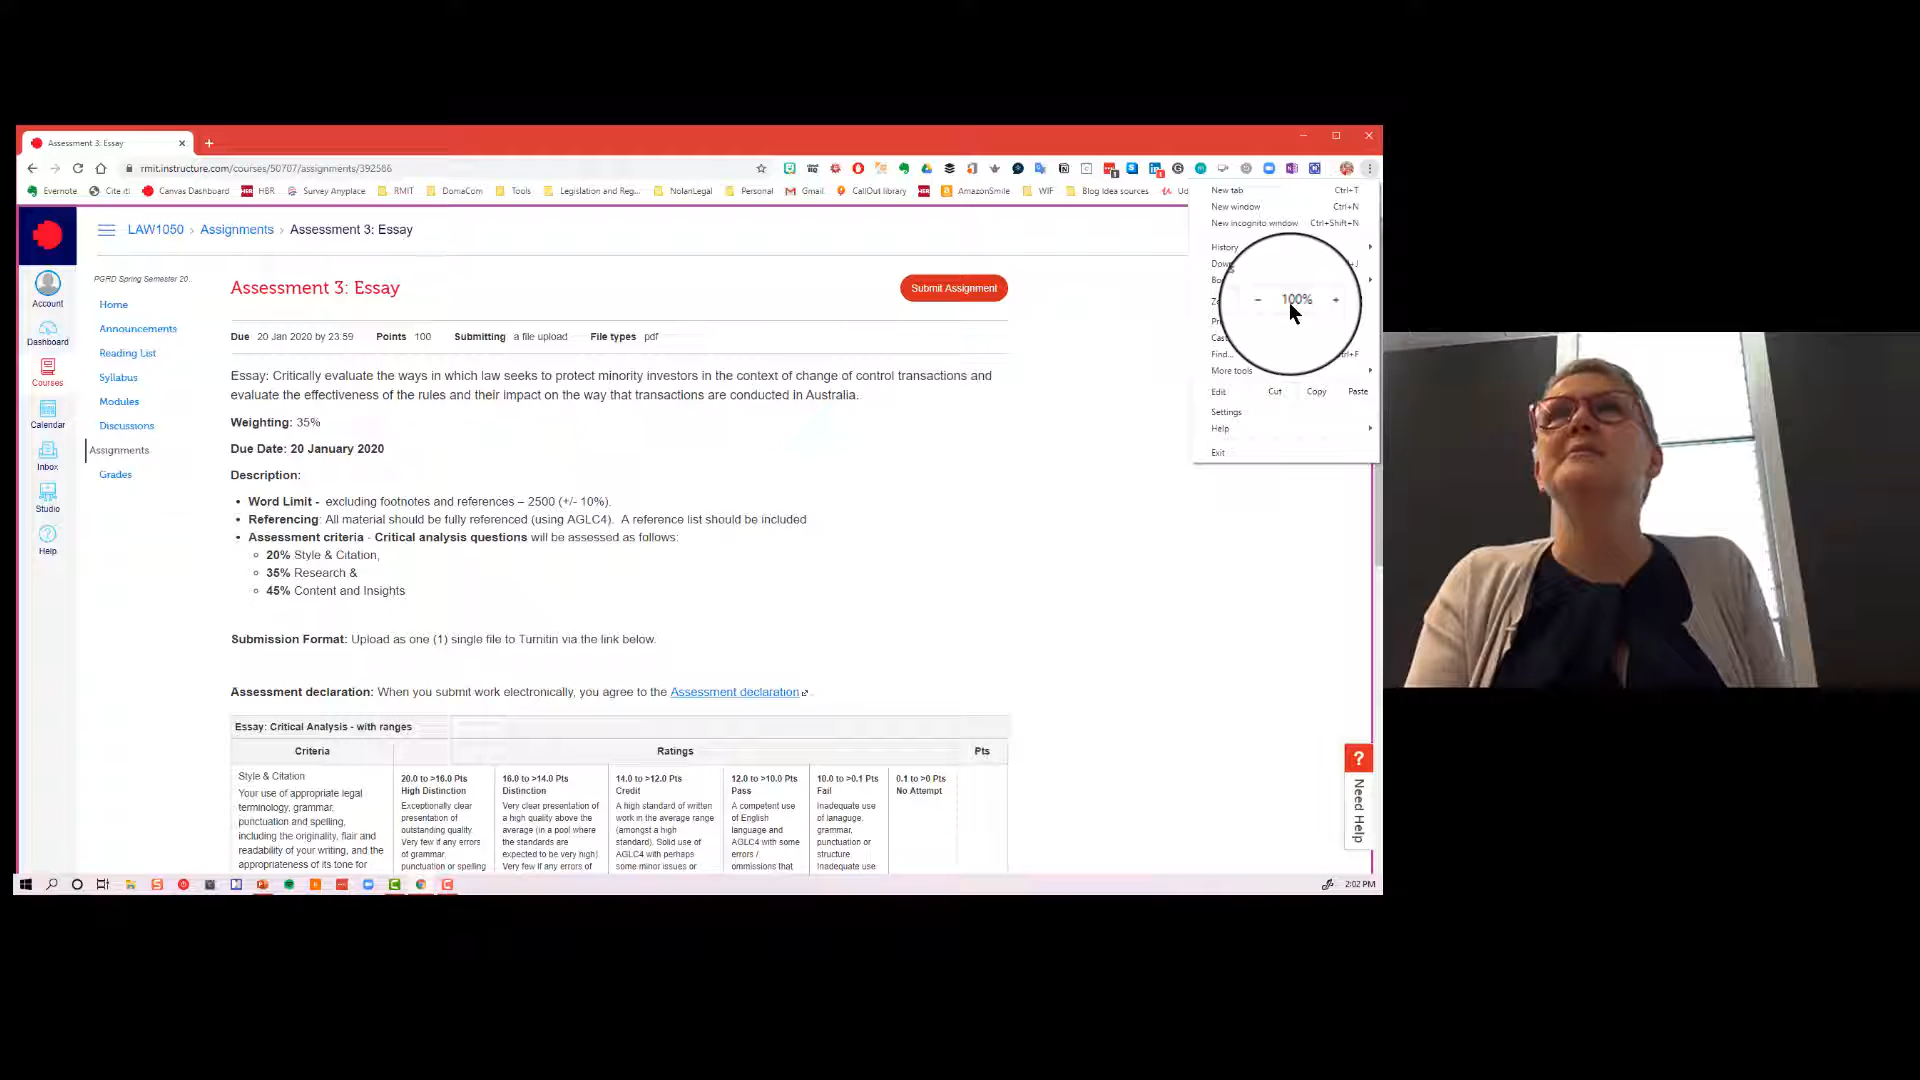 Assessment 3: Essay
rmit.instructure.com/courses/50707/assignments/392566
Evernote Cite it! Canvas Dashboard HBR Survey Anyplace RMIT DomaCom Tools Legislation and Reg... NolanLegal Personal Gmail CallOut library AmazonSmile WIF Blog Idea sources Ud
New tab Ctrl+T
New window Ctrl+N
New incognito window Ctrl+Shift+N
History
- 100% +
Find...
More tools
Edit Cut Copy Paste
Settings
Help
Exit
LAW1050 › Assignments › Assessment 3: Essay
Account
Dashboard
Courses
Calendar
Inbox
Studio
Help
PGRD Spring Semester 20..
Home
Announcements
Reading List
Syllabus
Modules
Discussions
Assignments
Grades
Assessment 3: Essay
Submit Assignment
Due 20 Jan 2020 by 23:59 Points 100 Submitting a file upload File types pdf
Essay: Critically evaluate the ways in which law seeks to protect minority investors in the context of change of control transactions and
evaluate the effectiveness of the rules and their impact on the way that transactions are conducted in Australia.
Weighting: 35%
Due Date: 20 January 2020
Description:
• Word Limit - excluding footnotes and references – 2500 (+/- 10%).
• Referencing: All material should be fully referenced (using AGLC4). A reference list should be included
• Assessment criteria - Critical analysis questions will be assessed as follows:
20% Style & Citation,
35% Research &
45% Content and Insights
Submission Format: Upload as one (1) single file to Turnitin via the link below.
Assessment declaration: When you submit work electronically, you agree to the Assessment declaration .
Essay: Critical Analysis - with ranges
Criteria Ratings Pts
Style & Citation
Your use of appropriate legal
terminology, grammar,
punctuation and spelling,
including the originality, flair and
readability of your writing, and the
appropriateness of its tone for
20.0 to >16.0 Pts
High Distinction
Exceptionally clear
presentation of
outstanding quality.
Very few if any errors
of grammar,
punctuation or spelling
16.0 to >14.0 Pts
Distinction
Very clear presentation of
a high quality above the
average (in a pool where
the standards are
expected to be very high)
Very few if any errors of
14.0 to >12.0 Pts
Credit
A high standard of written
work in the average range
(amongst a high
standard). Solid use of
AGLC4 with perhaps
some minor issues or
12.0 to >10.0 Pts
Pass
A competent use
of English
language and
AGLC4 with some
errors /
ommissions that
10.0 to >0.1 Pts
Fail
Inadequate use
of lanaguge,
grammar,
punctuation or
structure.
Inadequate use
0.1 to >0 Pts
No Attempt
?
Need Help
2:02 PM